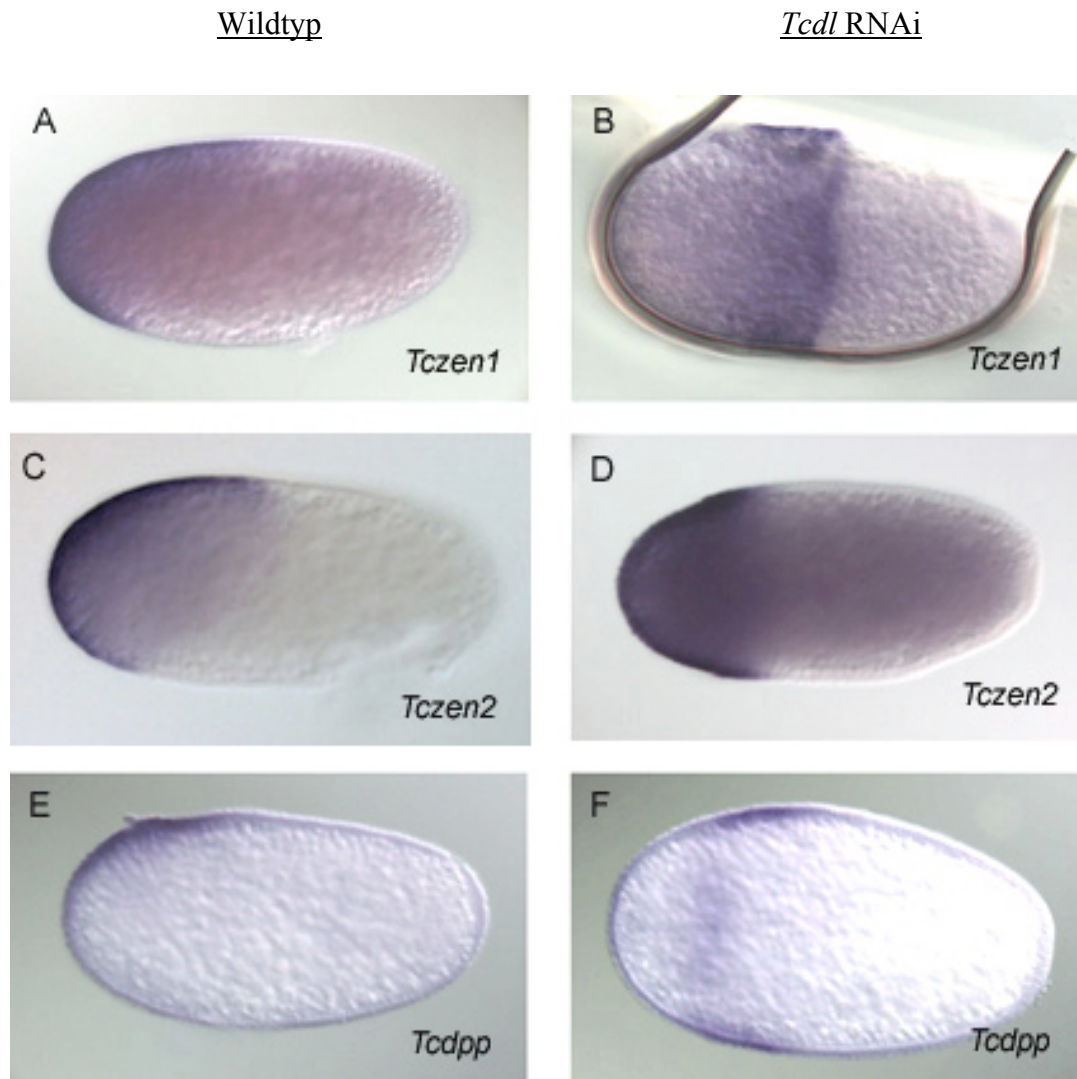 Wildtyp
Tcdl RNAi
A
B
Tczen1
Tczen1
C
D
Tczen2
Tczen2
E
F
Tcdpp
Tcdpp